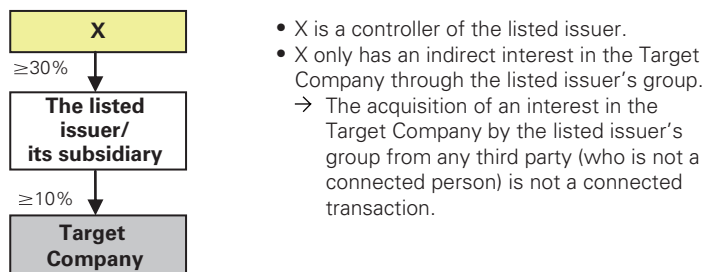 X
≥30%
The listed
issuer/
its subsidiary
≥10%
Target
Company
• X is a controller of the listed issuer.
• X only has an indirect interest in the Target
Company through the listed issuer’s group.
→ The acquisition of an interest in the
Target Company by the listed issuer’s
group from any third party (who is not a
connected person) is not a connected
transaction.